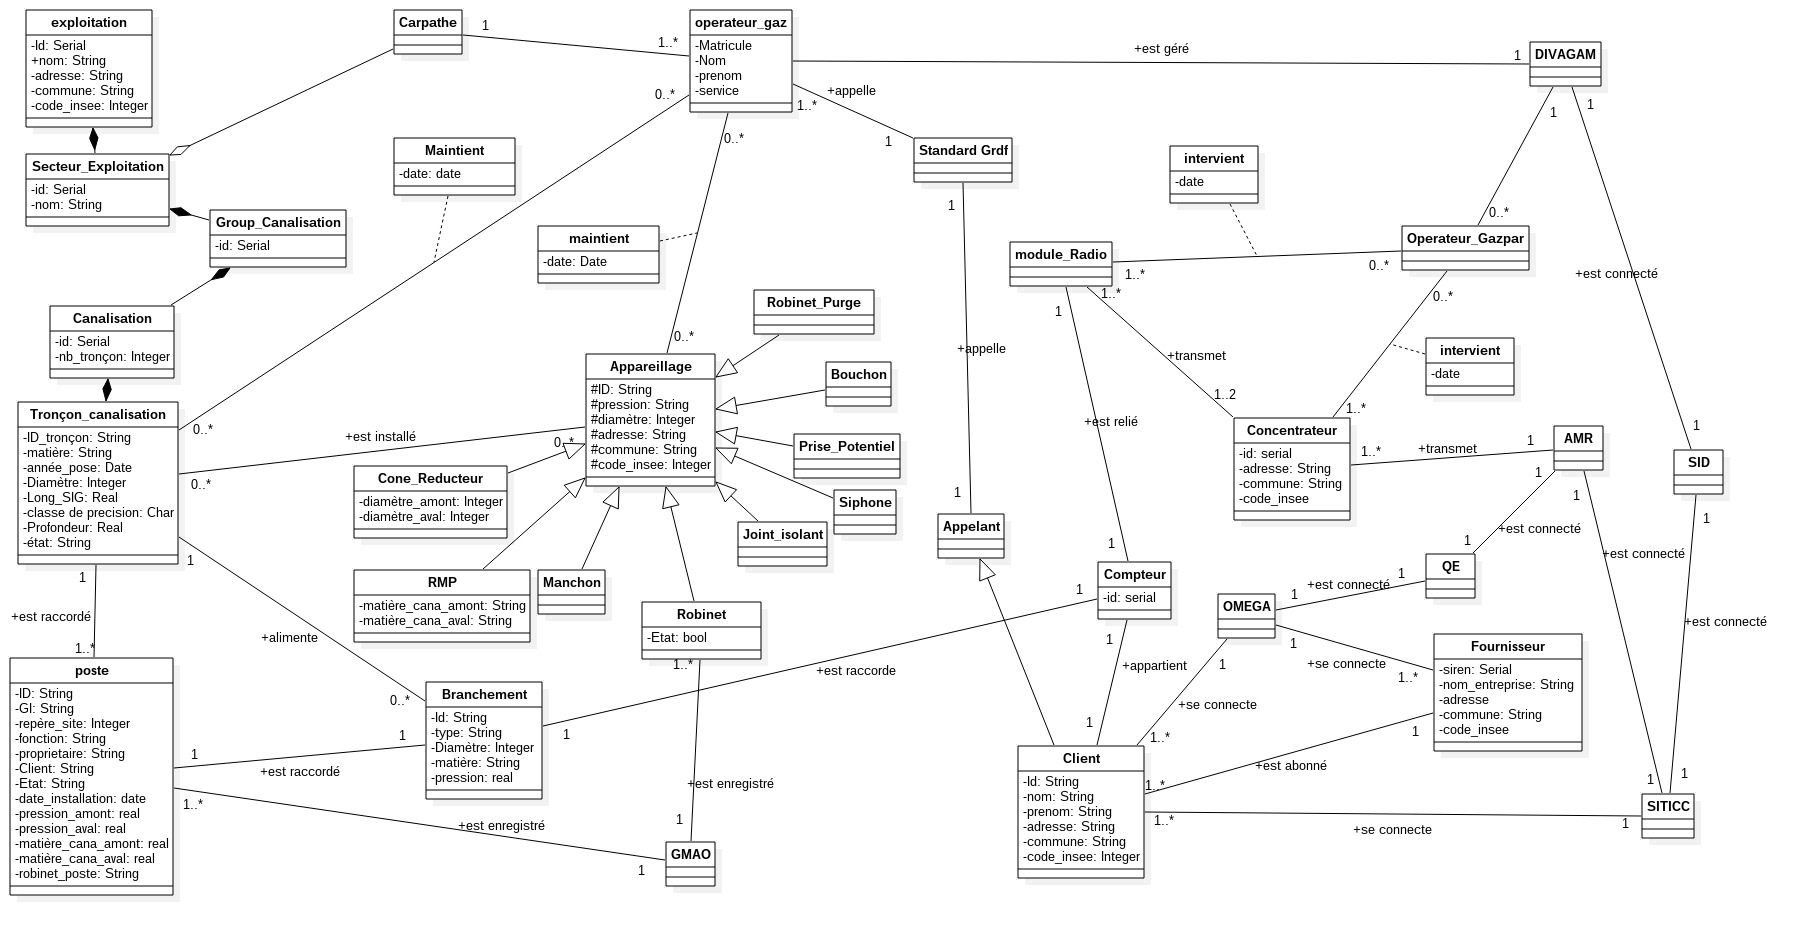 exploitation
-Id: Serial
+nom: String
-adresse: String
-commune: String
-code_insee: Integer
Carpathe
1
1..*
operateur_gaz
-Matricule
-Nom
-prenom
-service
+est géré
1
DIVAGAM
1
1
0..*
1..*
+appelle
1
Standard Grdf
1
0..*
Secteur_Exploitation
-id: Serial
-nom: String
Maintient
-date: date
intervient
-date
Group_Canalisation
-id: Serial
maintient
-date: Date
module_Radio
1..*
0..*
Operateur_Gazpar
0..*
0..*
+est connecté
1
1..*
Canalisation
-id: Serial
-nb_tronçon: Integer
Robinet_Purge
0..*
+appelle
+transmet
1..2
intervient
-date
1..*
Appareillage
#ID: String
#pression: String
#diamètre: Integer
#adresse: String
#commune: String
#code_insee: Integer
Bouchon
Prise_Potentiel
Siphone
Joint_isolant
Tronçon_canalisation
-ID_tronçon: String
-matière: String
-année_pose: Date
-Diamètre: Integer
-Long_SIG: Real
-classe de precision: Char
-Profondeur: Real
-état: String
0..*
+est installé
0..*
0..*
Cone_Reducteur
-diamètre_amont: Integer
-diamètre_aval: Integer
+est relié
Concentrateur
-id: serial
-adresse: String
-commune: String
-code_insee
1..*
+transmet
1
AMR
1
1
1
SID
1
1
Appelant
1
+est connecté
1
QE
+est connecté
RMP
-matière_cana_amont: String
-matière_cana_aval: String
Manchon
Robinet
-Etat: bool
1..*
1
Compteur
-id: serial
1
OMEGA
1
+est connecté
1
1
+se connecte
1..*
1
Fournisseur
-siren: Serial
-nom_entreprise: String
-adresse
-commune: String
-code_insee
+est connecté
1
1
+est raccordé
1..*
+alimente
0..*
+est raccorde
+appartient
1
+se connecte
1..*
1
poste
-ID: String
-GI: String
-repère_site: Integer
-fonction: String
-proprietaire: String
-Client: String
-Etat: String
-date_installation: date
-pression_amont: real
-pression_aval: real
-matière_cana_amont: real
-matière_cana_aval: real
-robinet_poste: String
Branchement
-Id: String
-type: String
-Diamètre: Integer
-matière: String
-pression: real
1
1
+est raccordé
1
1..*
+est enregistré
1
+est enregistré
1
GMAO
Client
-Id: String
-nom: String
-prenom: String
-adresse: String
-commune: String
-code_insee: Integer
1..*
+est abonné
1..*
+se connecte
1
1
1
SITICC